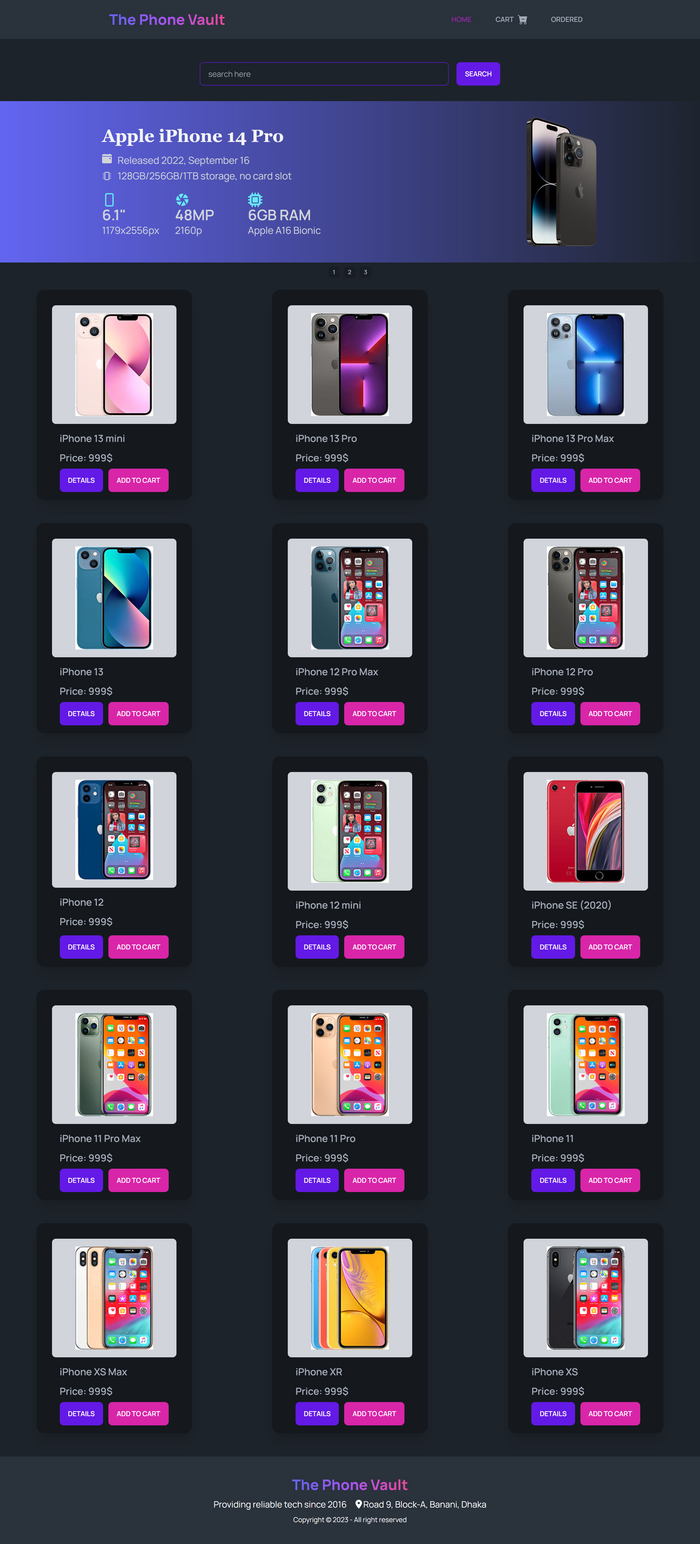 The Phone Vault
HOME CART ORDERED
search here SEARCH
Apple iPhone 14 Pro
Released 2022, September 16
128GB/256GB/1TB storage, no card slot
6.1" 48MP 6GB RAM
1179x2556px 2160p Apple A16 Bionic
1 2 3
iPhone 13 mini iPhone 13 Pro iPhone 13 Pro Max
Price: 999$ Price: 999$ Price: 999$
DETAILS ADD TO CART DETAILS ADD TO CART DETAILS ADD TO CART
iPhone 13 iPhone 12 Pro Max iPhone 12 Pro
Price: 999$ Price: 999$ Price: 999$
DETAILS ADD TO CART DETAILS ADD TO CART DETAILS ADD TO CART
iPhone 12 iPhone 12 mini iPhone SE (2020)
Price: 999$ Price: 999$ Price: 999$
DETAILS ADD TO CART DETAILS ADD TO CART DETAILS ADD TO CART
iPhone 11 Pro Max iPhone 11 Pro iPhone 11
Price: 999$ Price: 999$ Price: 999$
DETAILS ADD TO CART DETAILS ADD TO CART DETAILS ADD TO CART
iPhone XS Max iPhone XR iPhone XS
Price: 999$ Price: 999$ Price: 999$
DETAILS ADD TO CART DETAILS ADD TO CART DETAILS ADD TO CART
The Phone Vault
Providing reliable tech since 2016 Road 9, Block-A, Banani, Dhaka
Copyright © 2023 - All right reserved